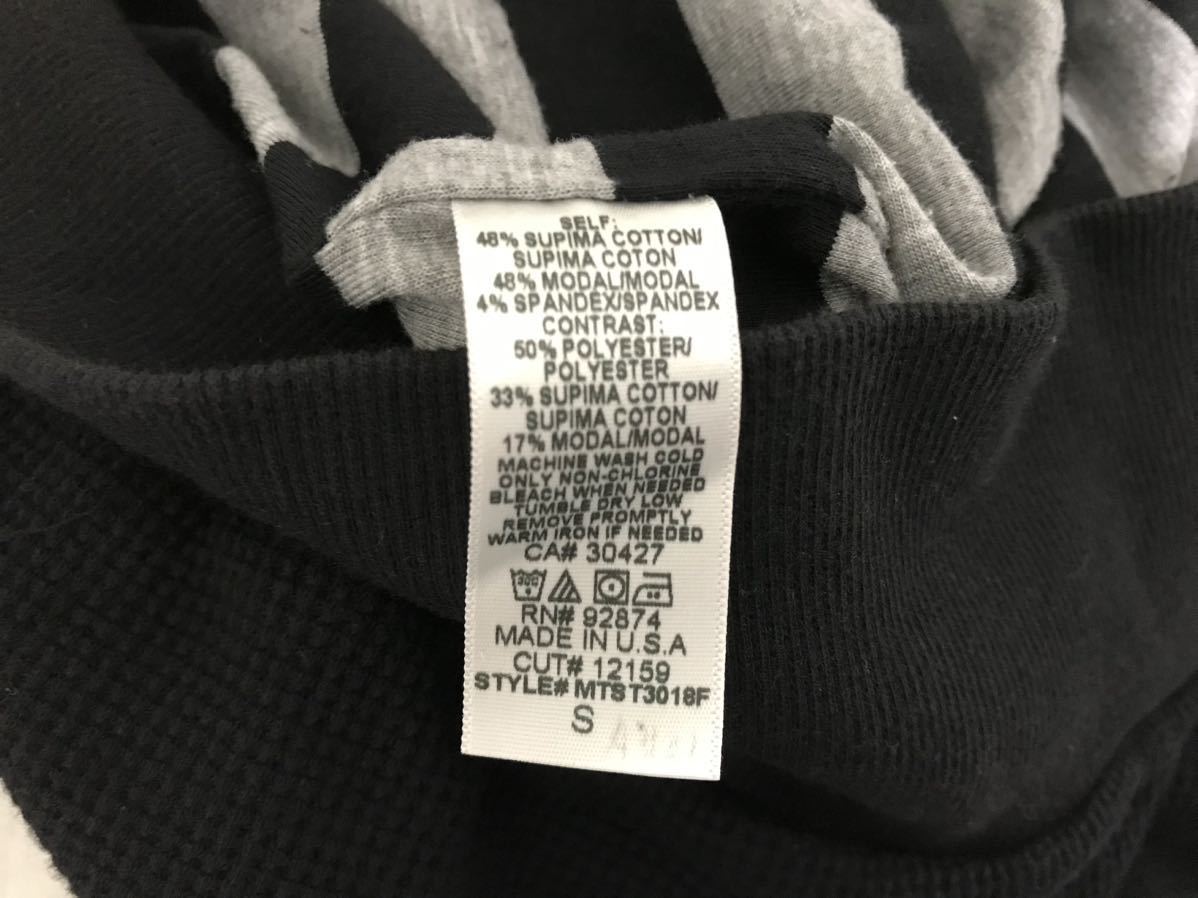 SELF:
48% SUPIMA COTTON/
SUPIMA COTON
48% MODAL/MODAL
4% SPANDEX/SPANDEX
CONTRAST:
50% POLYESTER/
POLYESTER
33% SUPIMA COTTON/
SUPIMA COTON
17% MODAL/MODAL
MACHINE WASH COLD
ONLY NON-CHLORINE
BLEACH WHEN NEEDED
TUMBLE DRY LOW
REMOVE PROMPTLY
WARM IRON IF NEEDED
CA# 30427
30C
RN# 92874
MADE IN U.S.A
CUT# 12159
STYLE# MTST3018F
S